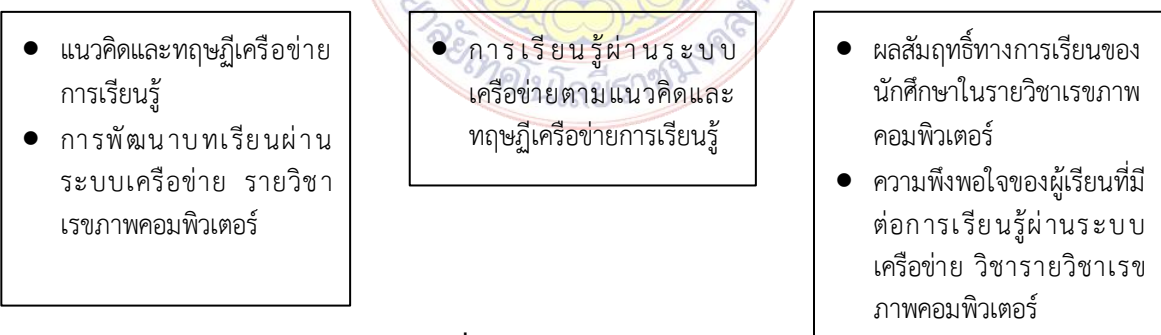 ● แนวคิดและทฤษฎีเครือข่าย
การเรียนรู้
● การพัฒนาบทเรียนผ่าน
ระบบเครือข่าย รายวิชา
เรขภาพคอมพิวเตอร์
● การเรียนรู้ผ่านระบบ
เครือข่ายตามแนวคิดและ
ทฤษฎีเครือข่ายการเรียนรู้
● ผลสัมฤทธิ์ทางการเรียนของ
นักศึกษาในรายวิชาเรขภาพ
คอมพิวเตอร์
● ความพึงพอใจของผู้เรียนที่มี
ต่อการเรียนรู้ผ่านระบบ
เครือข่าย วิชารายวิชาเรข
ภาพคอมพิวเตอร์